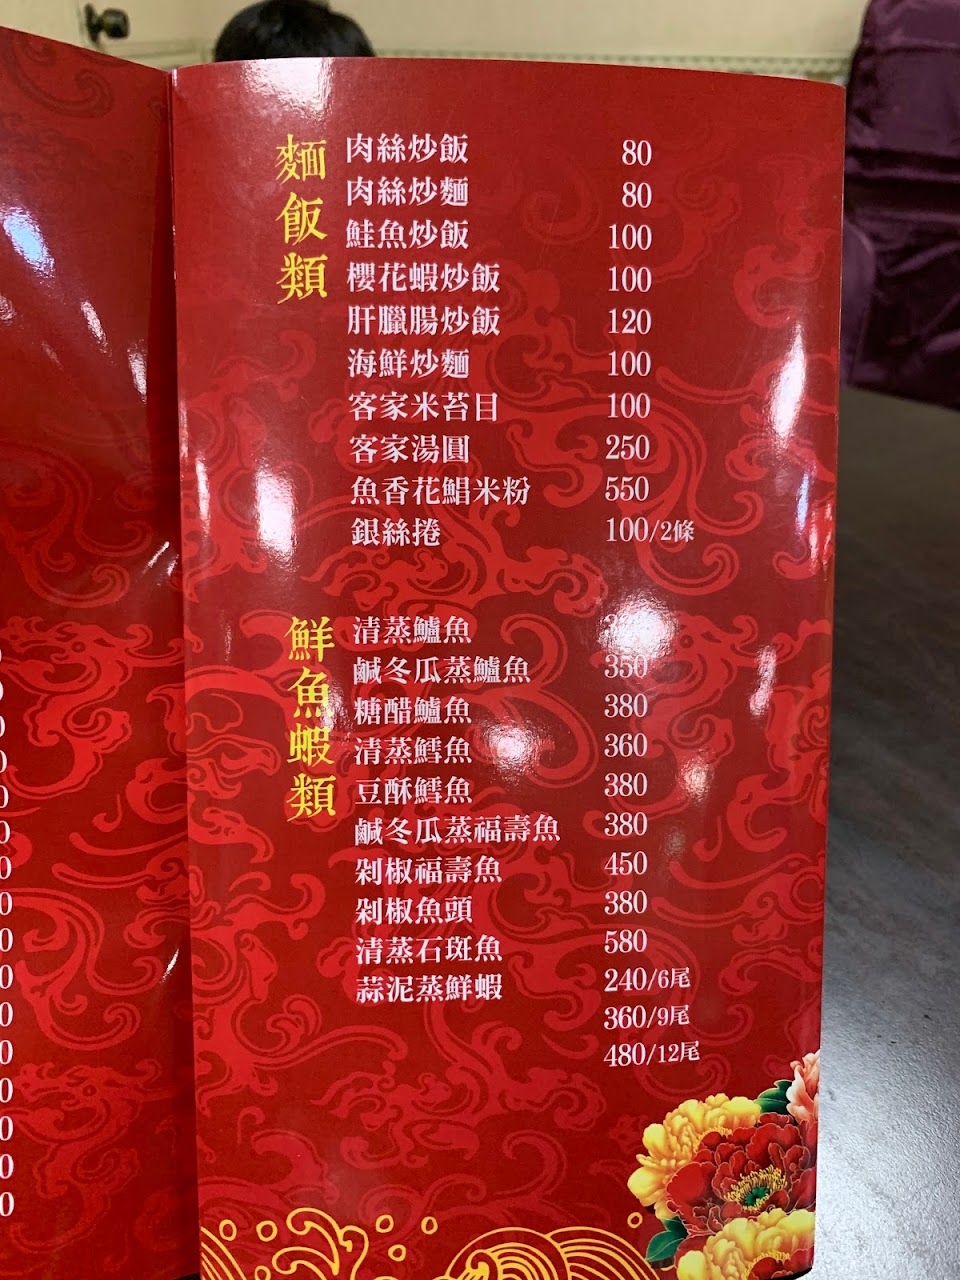 麵飯類
肉絲炒飯 80
肉絲炒麵 80
鮭魚炒飯 100
櫻花蝦炒飯 100
肝臘腸炒飯 120
海鮮炒麵 100
客家米苔目 100
客家湯圓 250
魚香花鯧米粉 550
銀絲捲 100/2條
鮮魚蝦類
清蒸鱸魚
鹹冬瓜蒸鱸魚 350
糖醋鱸魚 380
清蒸鱈魚 360
豆酥鱈魚 380
鹹冬瓜蒸福壽魚 380
剁椒福壽魚 450
剁椒魚頭 380
清蒸石斑魚 580
蒜泥蒸鮮蝦 240/6尾
360/9尾
480/12尾